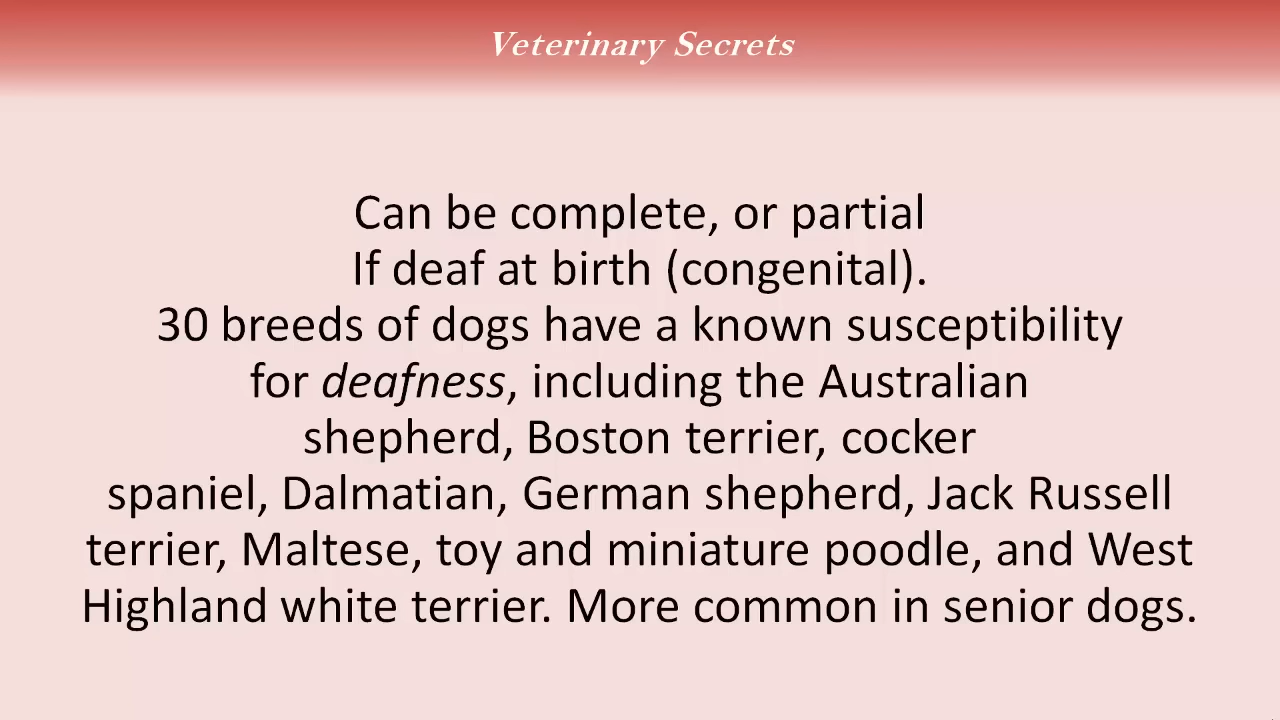 Veterinary Secrets
Can be complete, or partial
If deaf at birth (congenital).
30 breeds of dogs have a known susceptibility
for deafness, including the Australian
shepherd, Boston terrier, cocker
spaniel, Dalmatian, German shepherd, Jack Russell
terrier, Maltese, toy and miniature poodle, and West
Highland white terrier. More common in senior dogs.